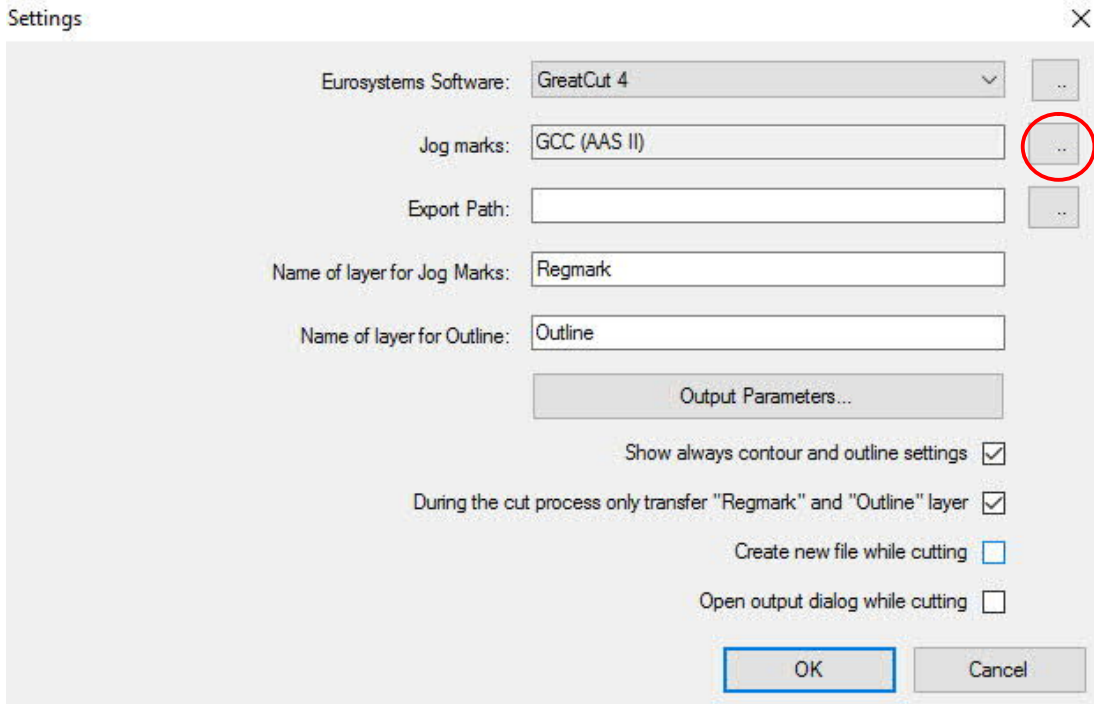 Settings
Eurosystems Software: GreatCut 4 ..
Jog marks: GCC (AAS II) ..
Export Path: ..
Name of layer for Jog Marks: Regmark
Name of layer for Outline: Outline
Output Parameters...
Show always contour and outline settings
During the cut process only transfer "Regmark" and "Outline" layer
Create new file while cutting
Open output dialog while cutting
OK Cancel